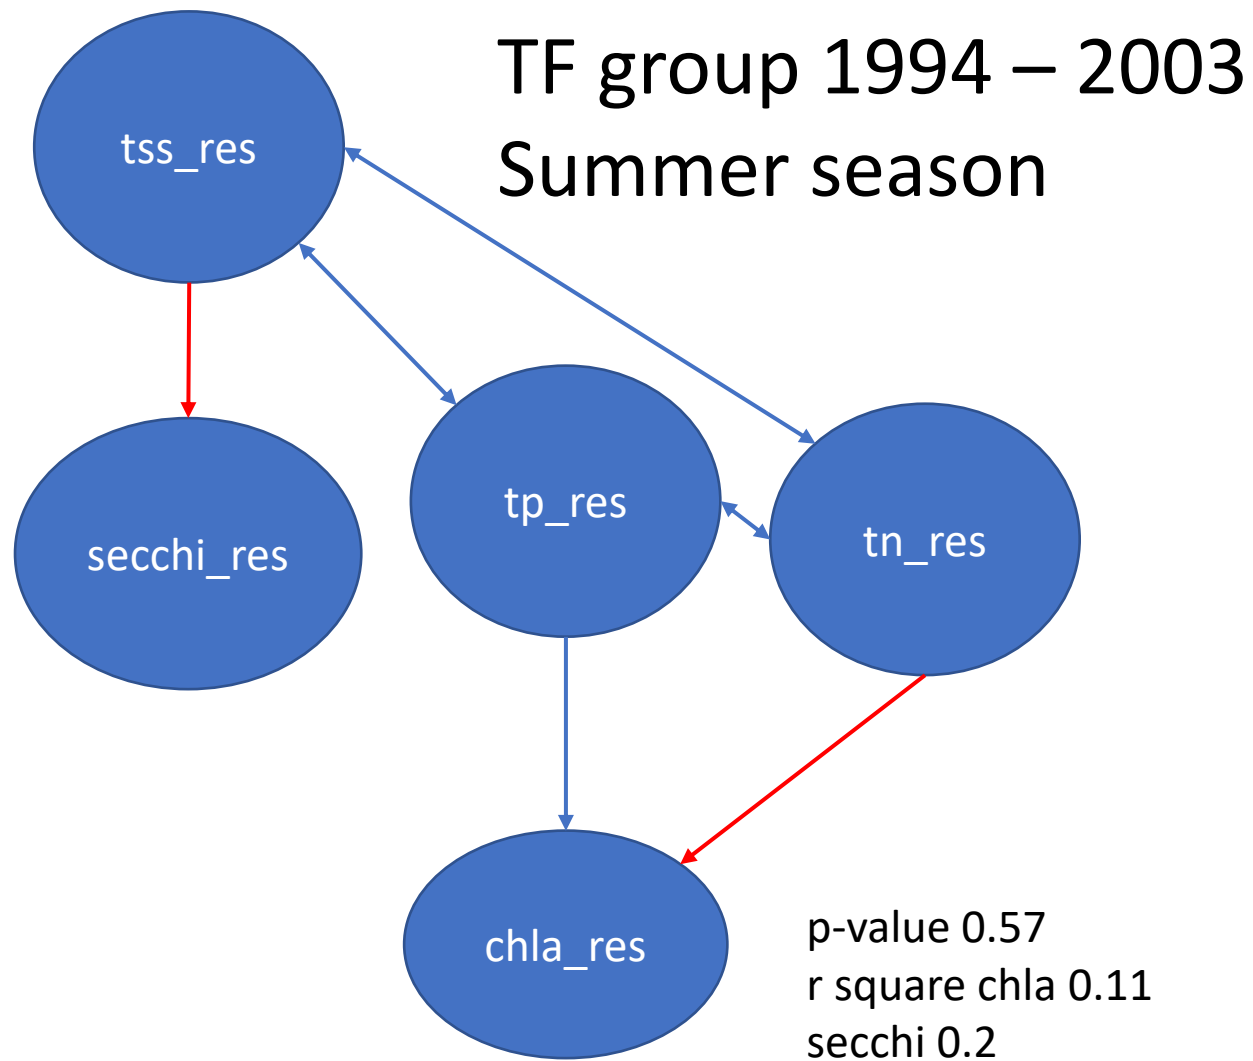 TF group 1994 – 2003
Summer season
tss_res
tp_res
tn_res
secchi_res
chla_res
p-value 0.57
r square chla 0.11
secchi 0.2